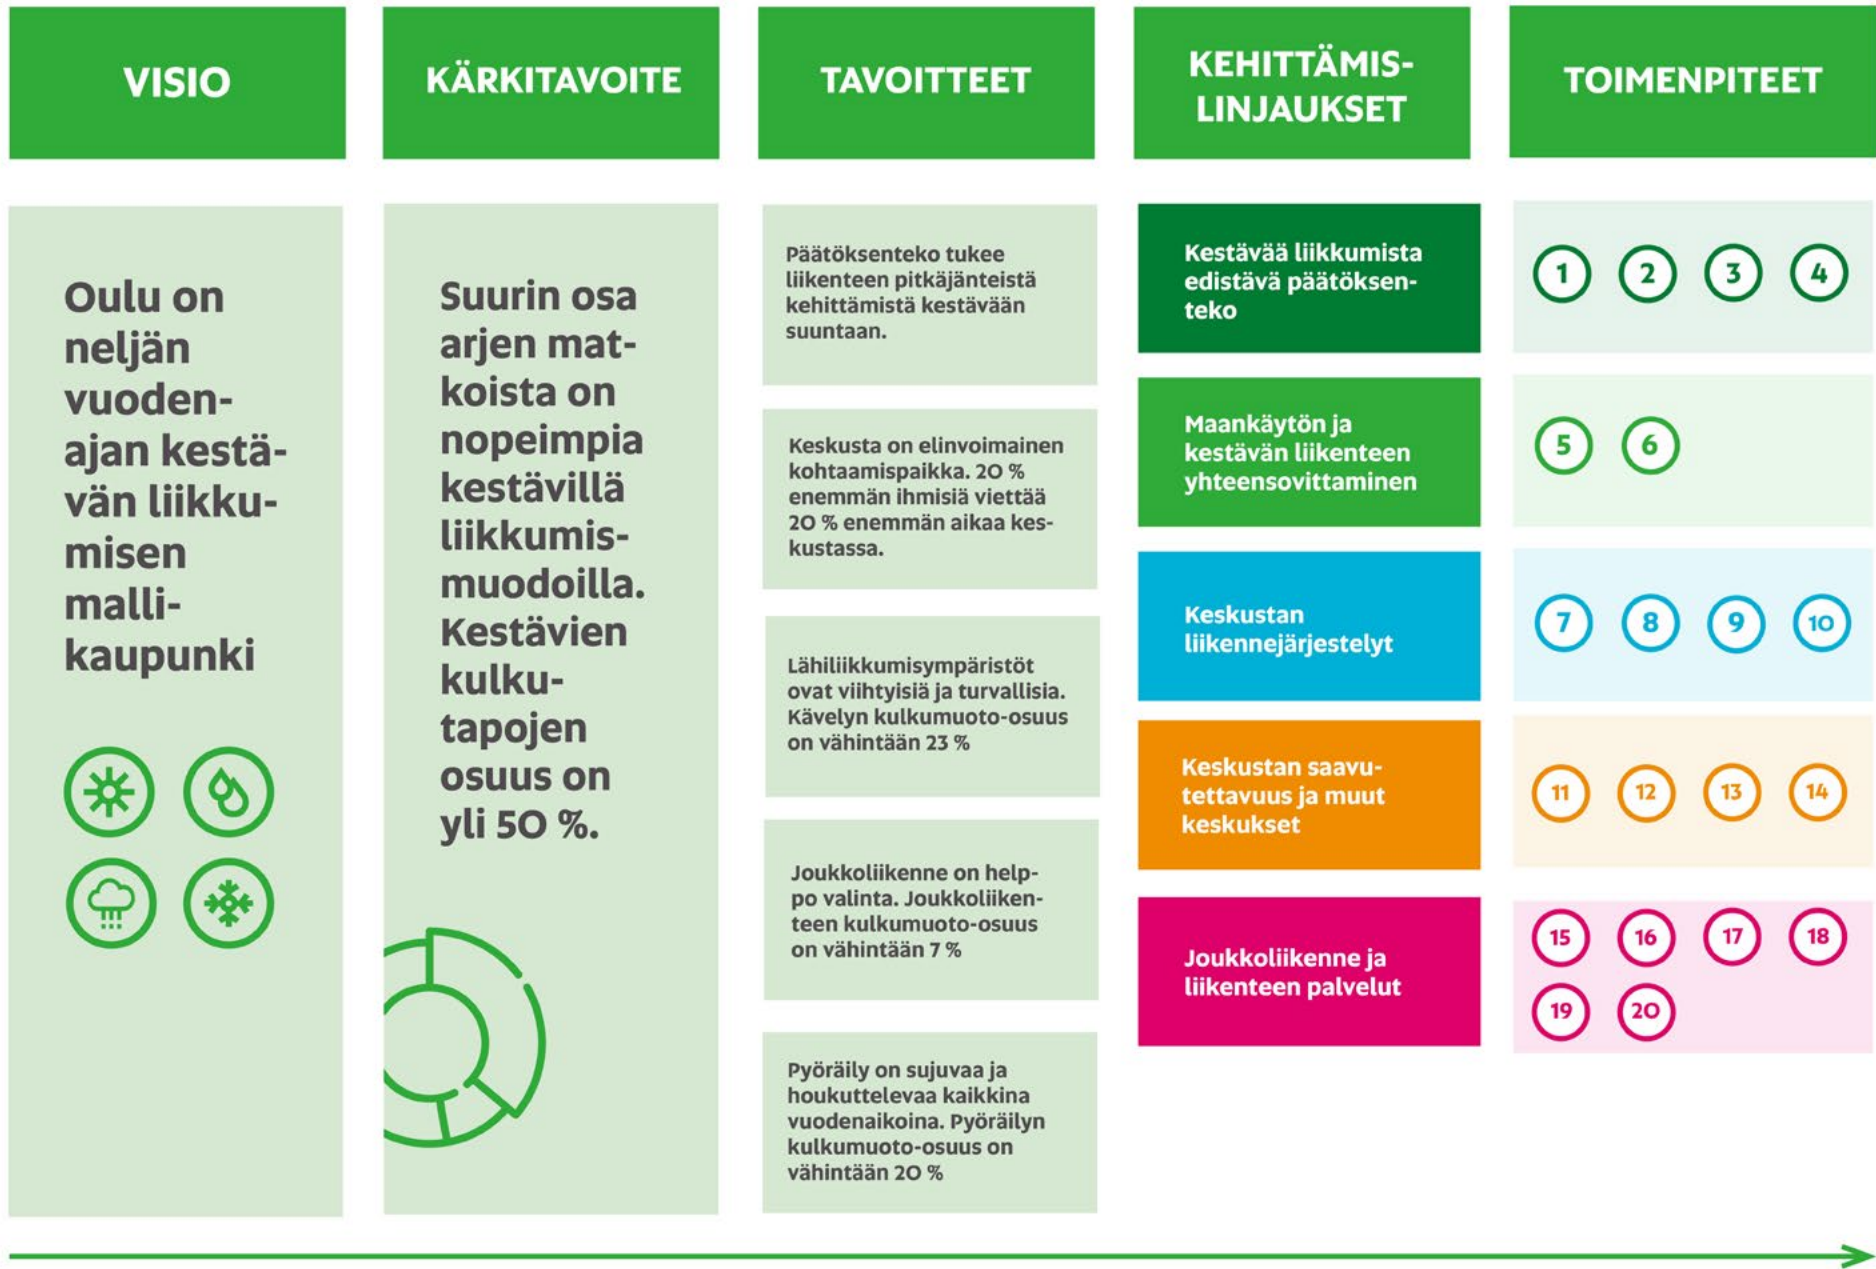 VISIO
KÄRKITAVOITE
TAVOITTEET
KEHITTÄMIS-
LINJAUKSET
TOIMENPITEET
Oulu on
neljän
vuoden-
ajan kestä-
vän liikku-
misen
malli-
kaupunki
Suurin osa
arjen mat-
koista on
nopeimpia
kestävillä
liikkumis-
muodoilla.
Kestävien
kulku-
tapojen
osuus on
yli 50 %.
Päätöksenteko tukee
liikenteen pitkäjänteistä
kehittämistä kestävään
suuntaan.
Keskusta on elinvoimainen
kohtaamispaikka. 20 %
enemmän ihmisiä viettää
20 % enemmän aikaa kes-
kustassa.
Lähiliikkumisympäristöt
ovat viihtyisiä ja turvallisia.
Kävelyn kulkumuoto-osuus
on vähintään 23 %
Joukkoliikenne on help-
po valinta. Joukkoliiken-
teen kulkumuoto-osuus
on vähintään 7 %
Pyöräily on sujuvaa ja
houkuttelevaa kaikkina
vuodenaikoina. Pyöräilyn
kulkumuoto-osuus on
vähintään 20 %
Kestävää liikkumista
edistävä päätöksen-
teko
1 2 3 4
Maankäytön ja
kestävän liikenteen
yhteensovittaminen
5 6
Keskustan
liikennejärjestelyt
7 8 9 10
Keskustan saavu-
tettavuus ja muut
keskukset
11 12 13 14
Joukkoliikenne ja
liikenteen palvelut
15 16 17 18
19 20